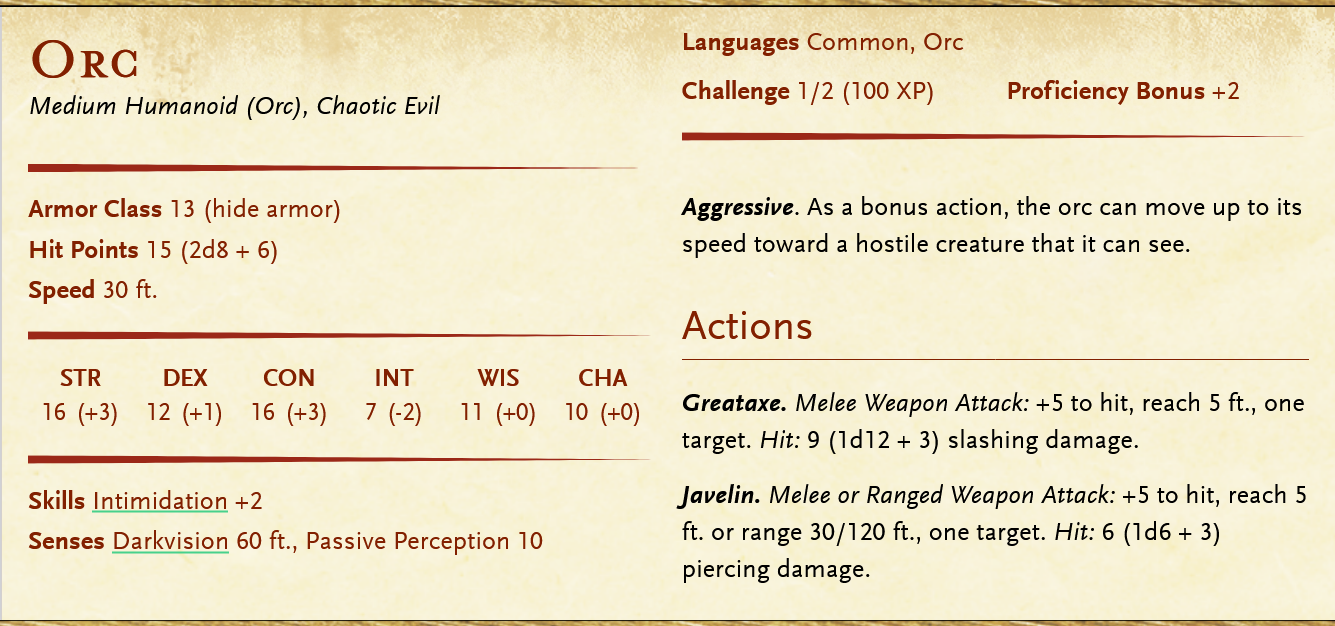 Orc
Medium Humanoid (Orc), Chaotic Evil
Armor Class 13 (hide armor)
Hit Points 15 (2d8 + 6)
Speed 30 ft.
STR DEX CON INT WIS CHA
16 (+3) 12 (+1) 16 (+3) 7 (-2) 11 (+0) 10 (+0)
Skills Intimidation +2
Senses Darkvision 60 ft., Passive Perception 10
Languages Common, Orc
Challenge 1/2 (100 XP) Proficiency Bonus +2
Aggressive. As a bonus action, the orc can move up to its
speed toward a hostile creature that it can see.
Actions
Greataxe. Melee Weapon Attack: +5 to hit, reach 5 ft., one
target. Hit: 9 (1d12 + 3) slashing damage.
Javelin. Melee or Ranged Weapon Attack: +5 to hit, reach 5
ft. or range 30/120 ft., one target. Hit: 6 (1d6 + 3)
piercing damage.